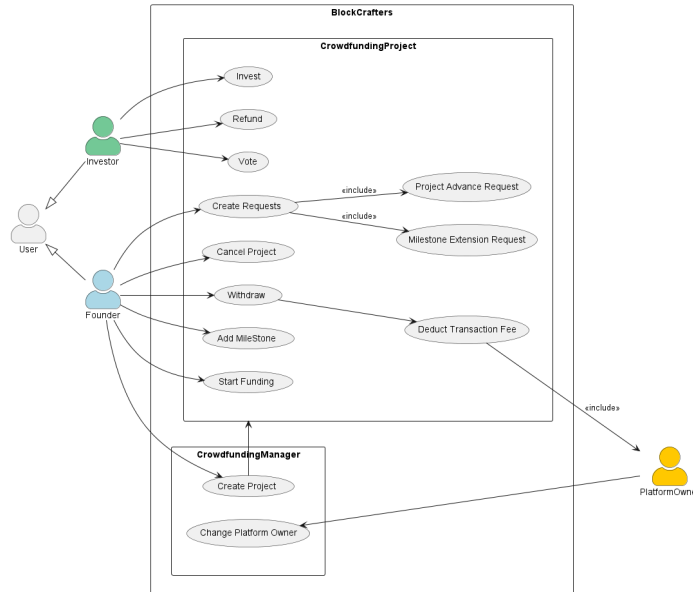 BlockCrafters
CrowdfundingProject
Invest
Refund
Vote
Create Requests
«include»
Project Advance Request
«include»
Milestone Extension Request
Cancel Project
Withdraw
Deduct Transaction Fee
Add MileStone
Start Funding
Investor
User
Founder
«include»
CrowdfundingManager
Create Project
Change Platform Owner
PlatformOwne